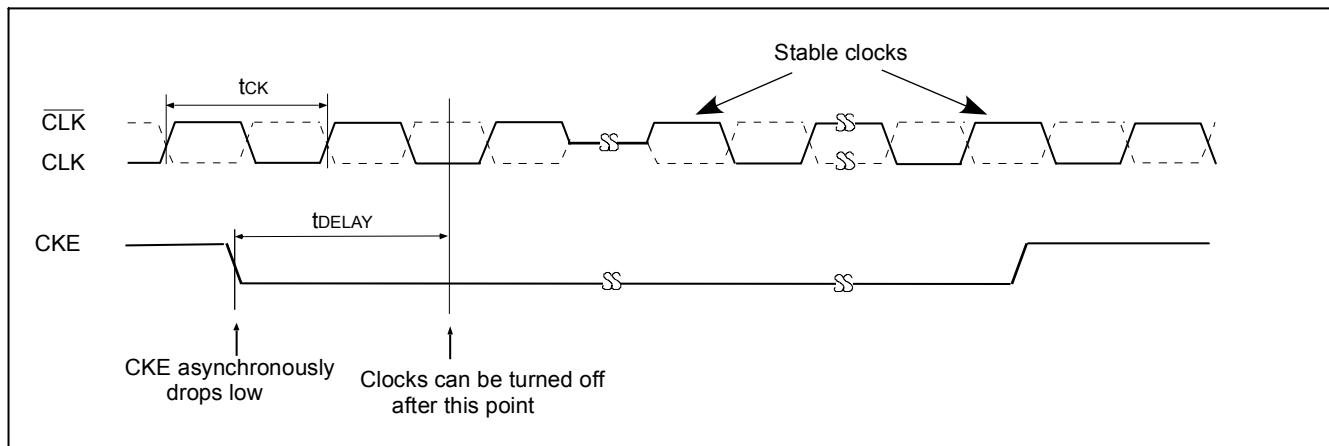 Stable clocks
tCK
CLK
CLK
tDELAY
CKE
CKE asynchronously
drops low
Clocks can be turned off
after this point